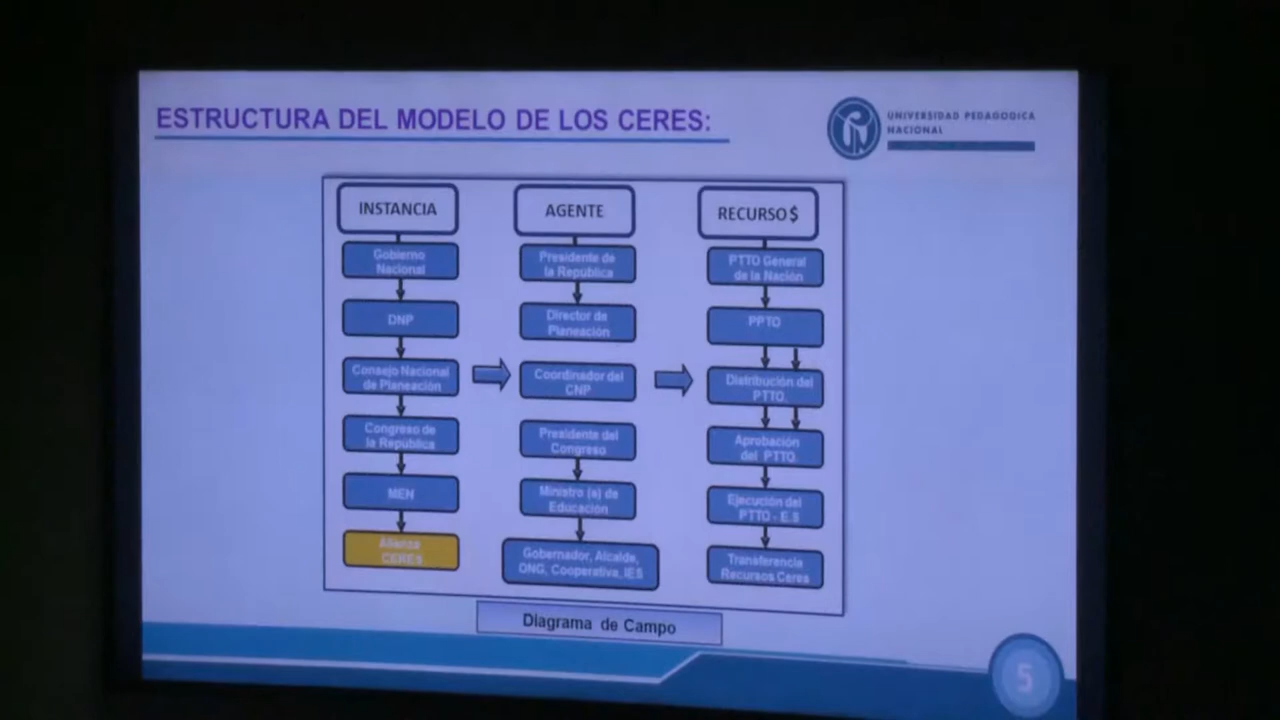 ESTRUCTURA DEL MODELO DE LOS CERES:
UNIVERSIDAD PEDAGOGICA
NACIONAL
INSTANCIA
Gobierno
Nacional
DNP
Consejo Nacional
de Planeación
Congreso de
la República
MEN
Alianza
CERES
AGENTE
Presidente de
la República
Director de
Planeación
Coordinador del
CNP
Presidente del
Congreso
Ministro (a) de
Educación
Gobernador, Alcalde,
ONG, Cooperativa, IES
RECURSO $
PTTO General
de la Nación
PPTO
Distribución del
PTTO.
Aprobación
del PTTO
Ejecución del
PTTO - E.S
Transferencia
Recursos Ceres
Diagrama de Campo
5